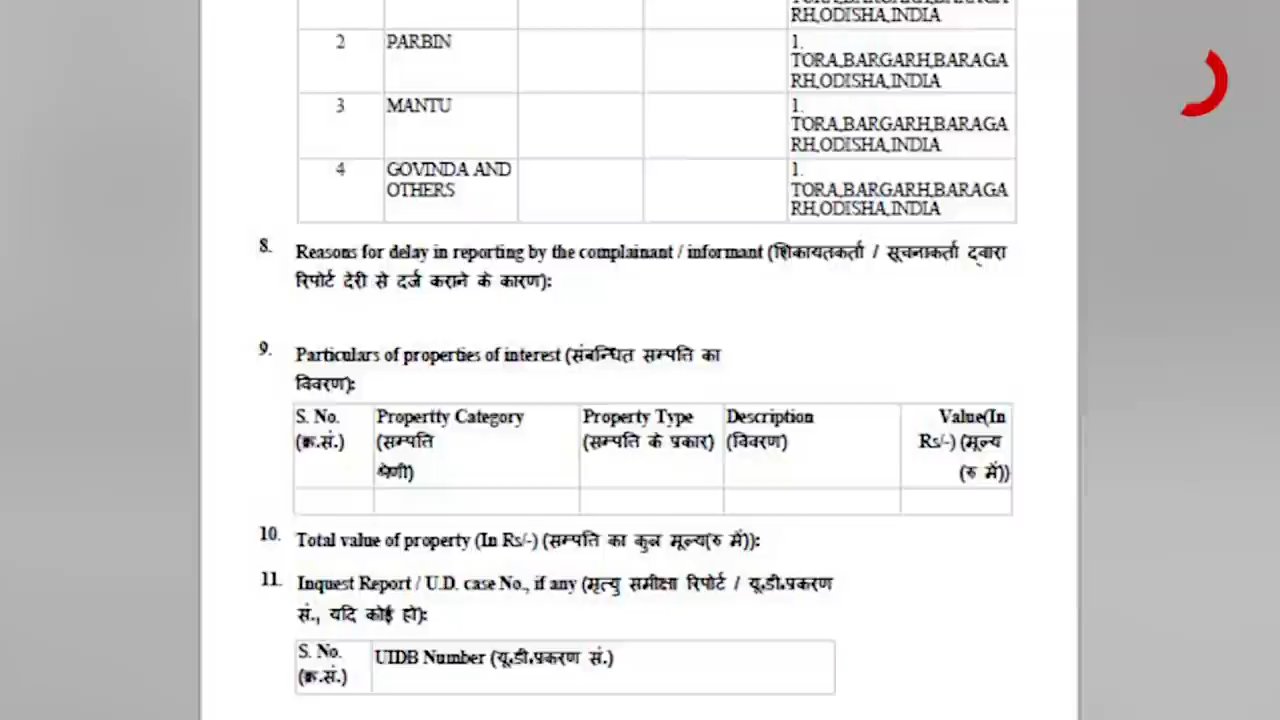 RH,ODISHA,INDIA
2 PARBIN 1.
TORA,BARGARH,BARAGA
RH,ODISHA,INDIA
3 MANTU 1.
TORA,BARGARH,BARAGA
RH,ODISHA,INDIA
4 GOVINDA AND OTHERS 1.
TORA,BARGARH,BARAGA
RH,ODISHA,INDIA
8. Reasons for delay in reporting by the complainant / informant (शिकायतकर्ता / सूचनाकर्ता द्वारा
रिपोर्ट देरी से दर्ज कराने के कारण):
9. Particulars of properties of interest (संबन्धित सम्पति का
विवरण):
S. No. Propertty Category Property Type Description Value(In
(क्र.सं.) (सम्पति (सम्पति के प्रकार) (विवरण) Rs/-) (मूल्य
श्रेणी) (रु में))
10. Total value of property (In Rs/-) (सम्पति का कुल मूल्य(रु में)):
11. Inquest Report / U.D. case No., if any (मृत्यु समीक्षा रिपोर्ट / यू.डी.प्रकरण
सं., यदि कोई हो):
S. No. UIDB Number (यू.डी.प्रकरण सं.)
(क्र.सं.)